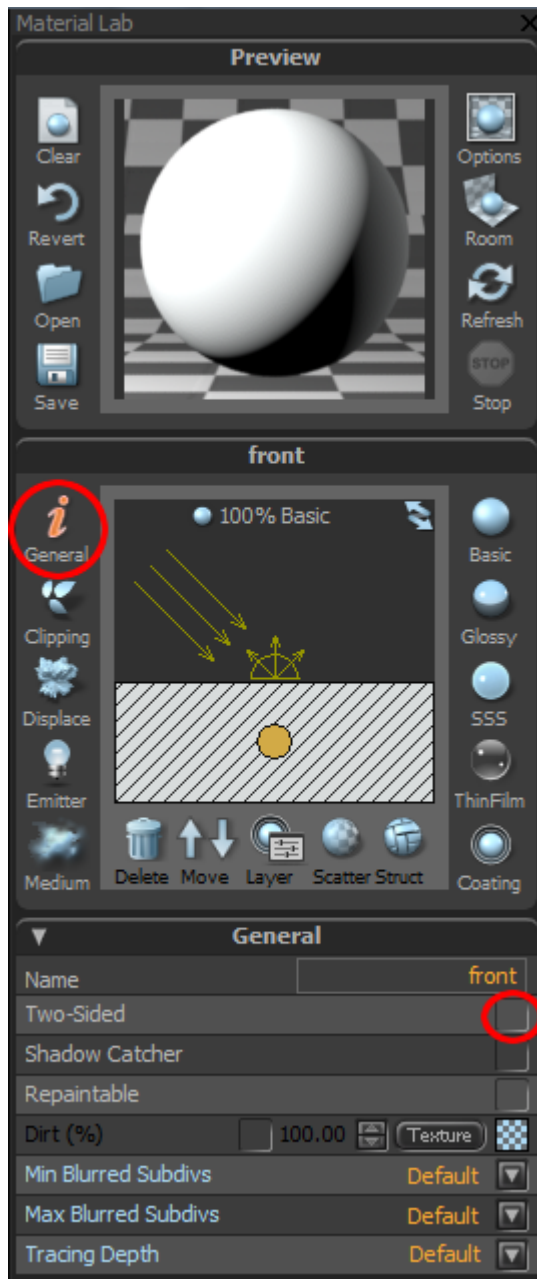 Material Lab
Preview
Clear
Options
Revert
Room
Open
Refresh
STOP
Save
Stop
front
100% Basic
General
Basic
Clipping
Glossy
Displace
SSS
Emitter
ThinFilm
Medium
Delete Move Layer Scatter Struct
Coating
General
Name front
Two-Sided
Shadow Catcher
Repaintable
Dirt (%) 100.00 Texture
Min Blurred Subdivs Default
Max Blurred Subdivs Default
Tracing Depth Default